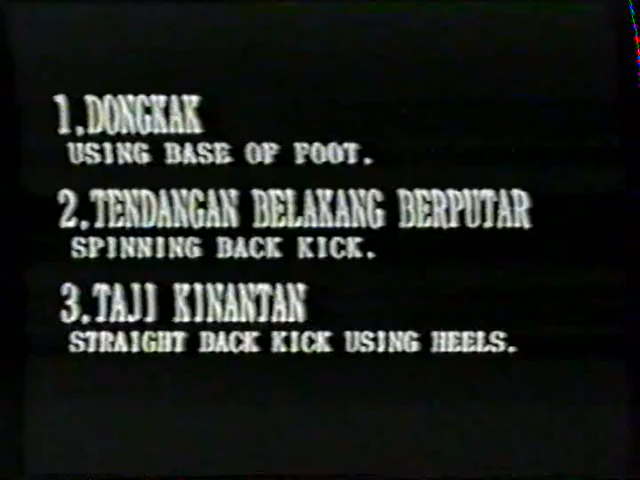 1.DONGKAK
USING BASE OF FOOT.
2.TENDANGAN BELAKANG BERPUTAR
SPINNING BACK KICK.
3.TAJI KINANTAN
STRAIGHT BACK KICK USING HEELS.